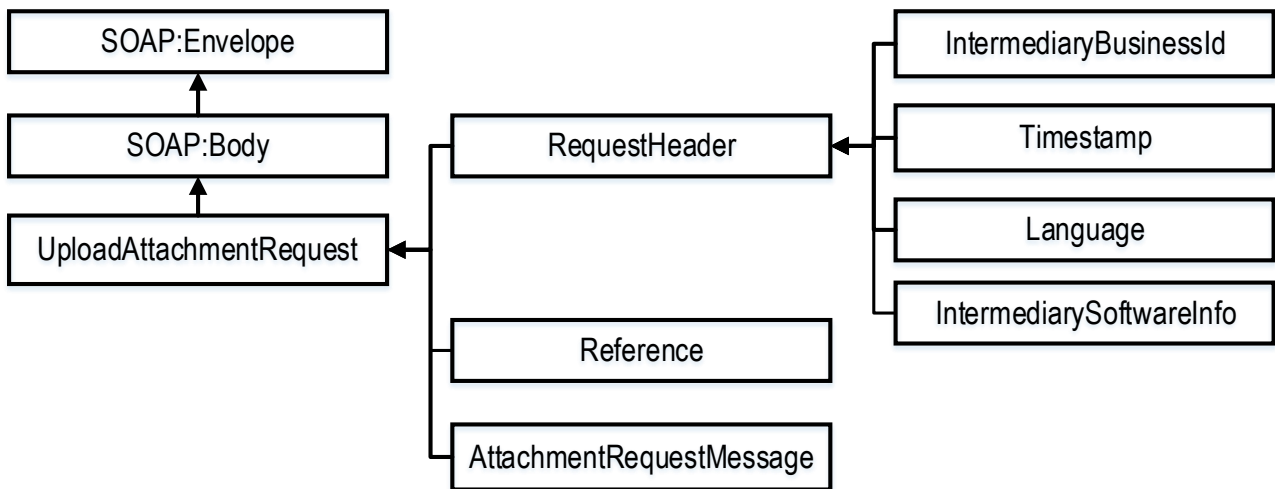 SOAP:Envelope
SOAP:Body
UploadAttachmentRequest
RequestHeader
Reference
AttachmentRequestMessage
IntermediaryBusinessId
Timestamp
Language
IntermediarySoftwareInfo